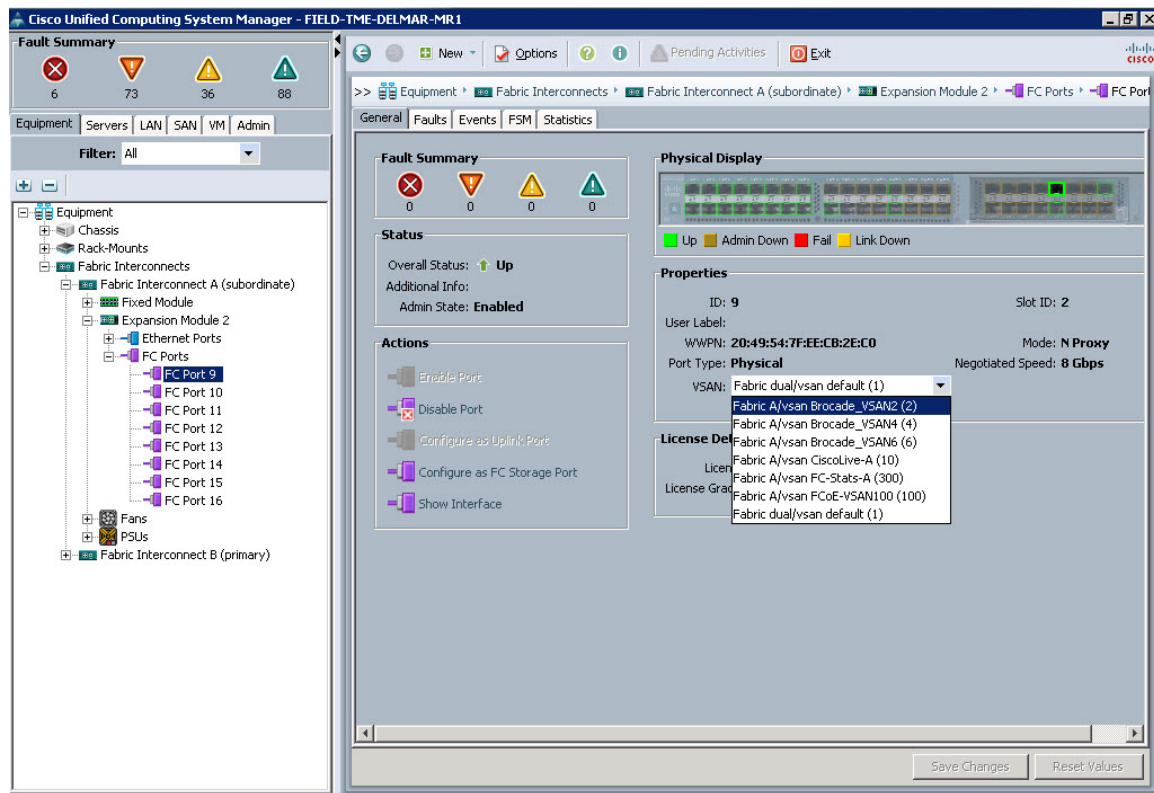 Cisco Unified Computing System Manager - FIELD-TME-DELMAR-MR1
Fault Summary
6 73 36 88
Equipment Servers LAN SAN VM Admin
Filter: All
Equipment
Chassis
Rack-Mounts
Fabric Interconnects
Fabric Interconnect A (subordinate)
Fixed Module
Expansion Module 2
Ethernet Ports
FC Ports
FC Port 9
FC Port 10
FC Port 11
FC Port 12
FC Port 13
FC Port 14
FC Port 15
FC Port 16
Fans
PSUs
Fabric Interconnect B (primary)
New Options Pending Activities Exit
CISCO
>> Equipment Fabric Interconnects Fabric Interconnect A (subordinate) Expansion Module 2 FC Ports FC Port
General Faults Events FSM Statistics
Fault Summary
0 0 0 0
Status
Overall Status: Up
Additional Info:
Admin State: Enabled
Actions
Enable Port
Disable Port
Configure as Uplink Port
Configure as FC Storage Port
Show Interface
Physical Display
Up Admin Down Fail Link Down
Properties
ID: 9 Slot ID: 2
User Label:
WWPN: 20:49:54:7F:EE:CB:2E:C0 Mode: N Proxy
Port Type: Physical Negotiated Speed: 8 Gbps
VSAN: Fabric dual/vsan default (1)
Fabric A/vsan Brocade_VSAN2 (2)
Fabric A/vsan Brocade_VSAN4 (4)
Fabric A/vsan Brocade_VSAN6 (6)
Fabric A/vsan CiscoLive-A (10)
Fabric A/vsan FC-Stats-A (300)
Fabric A/vsan FCoE-VSAN100 (100)
Fabric dual/vsan default (1)
License De
Licen
License Grac
Save Changes Reset Values